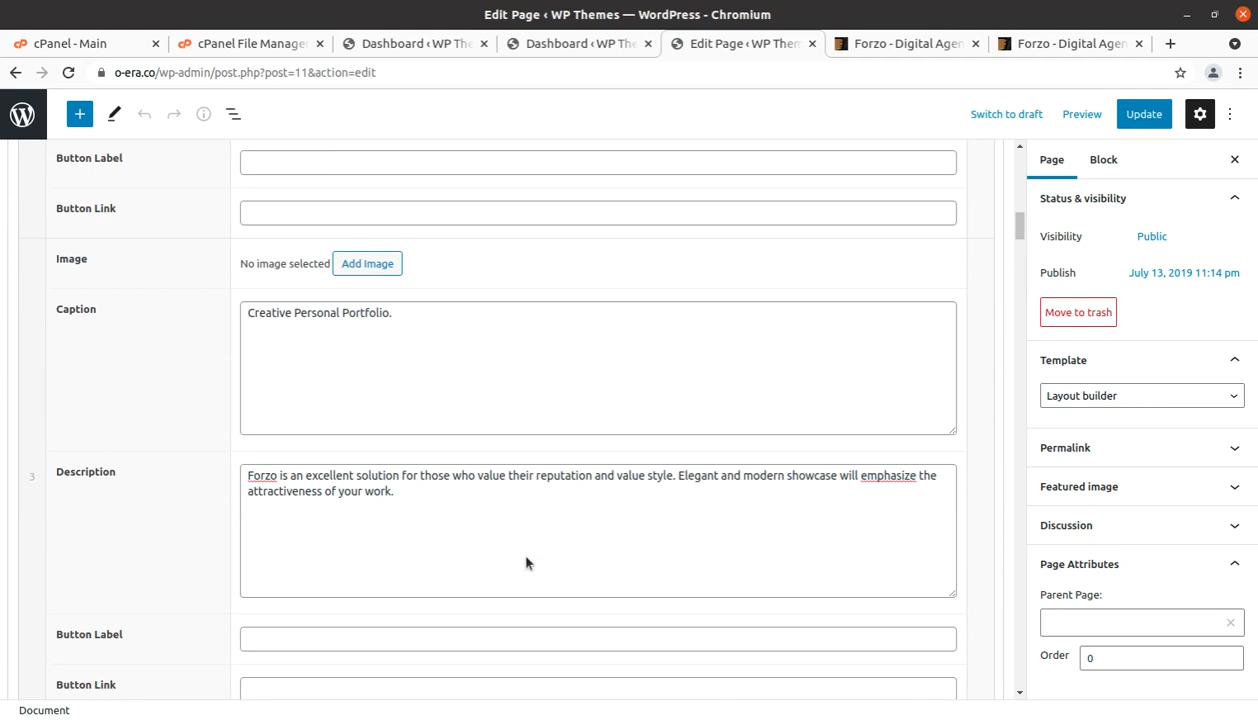 Edit Page ‹ WP Themes — WordPress - Chromium
cPanel - Main
cPanel File Manage
Dashboard ‹ WP The
Dashboard ‹ WP The
Edit Page ‹ WP Them
Forzo - Digital Agen
Forzo - Digital Agen
o-era.co/wp-admin/post.php?post=11&action=edit
Switch to draft
Preview
Update
Button Label
Button Link
Image
No image selected
Add Image
Caption
Creative Personal Portfolio.
3
Description
Forzo is an excellent solution for those who value their reputation and value style. Elegant and modern showcase will emphasize the
attractiveness of your work.
Button Label
Button Link
Page
Block
Status & visibility
Visibility
Public
Publish
July 13, 2019 11:14 pm
Move to trash
Template
Layout builder
Permalink
Featured image
Discussion
Page Attributes
Parent Page:
Order
0
Document